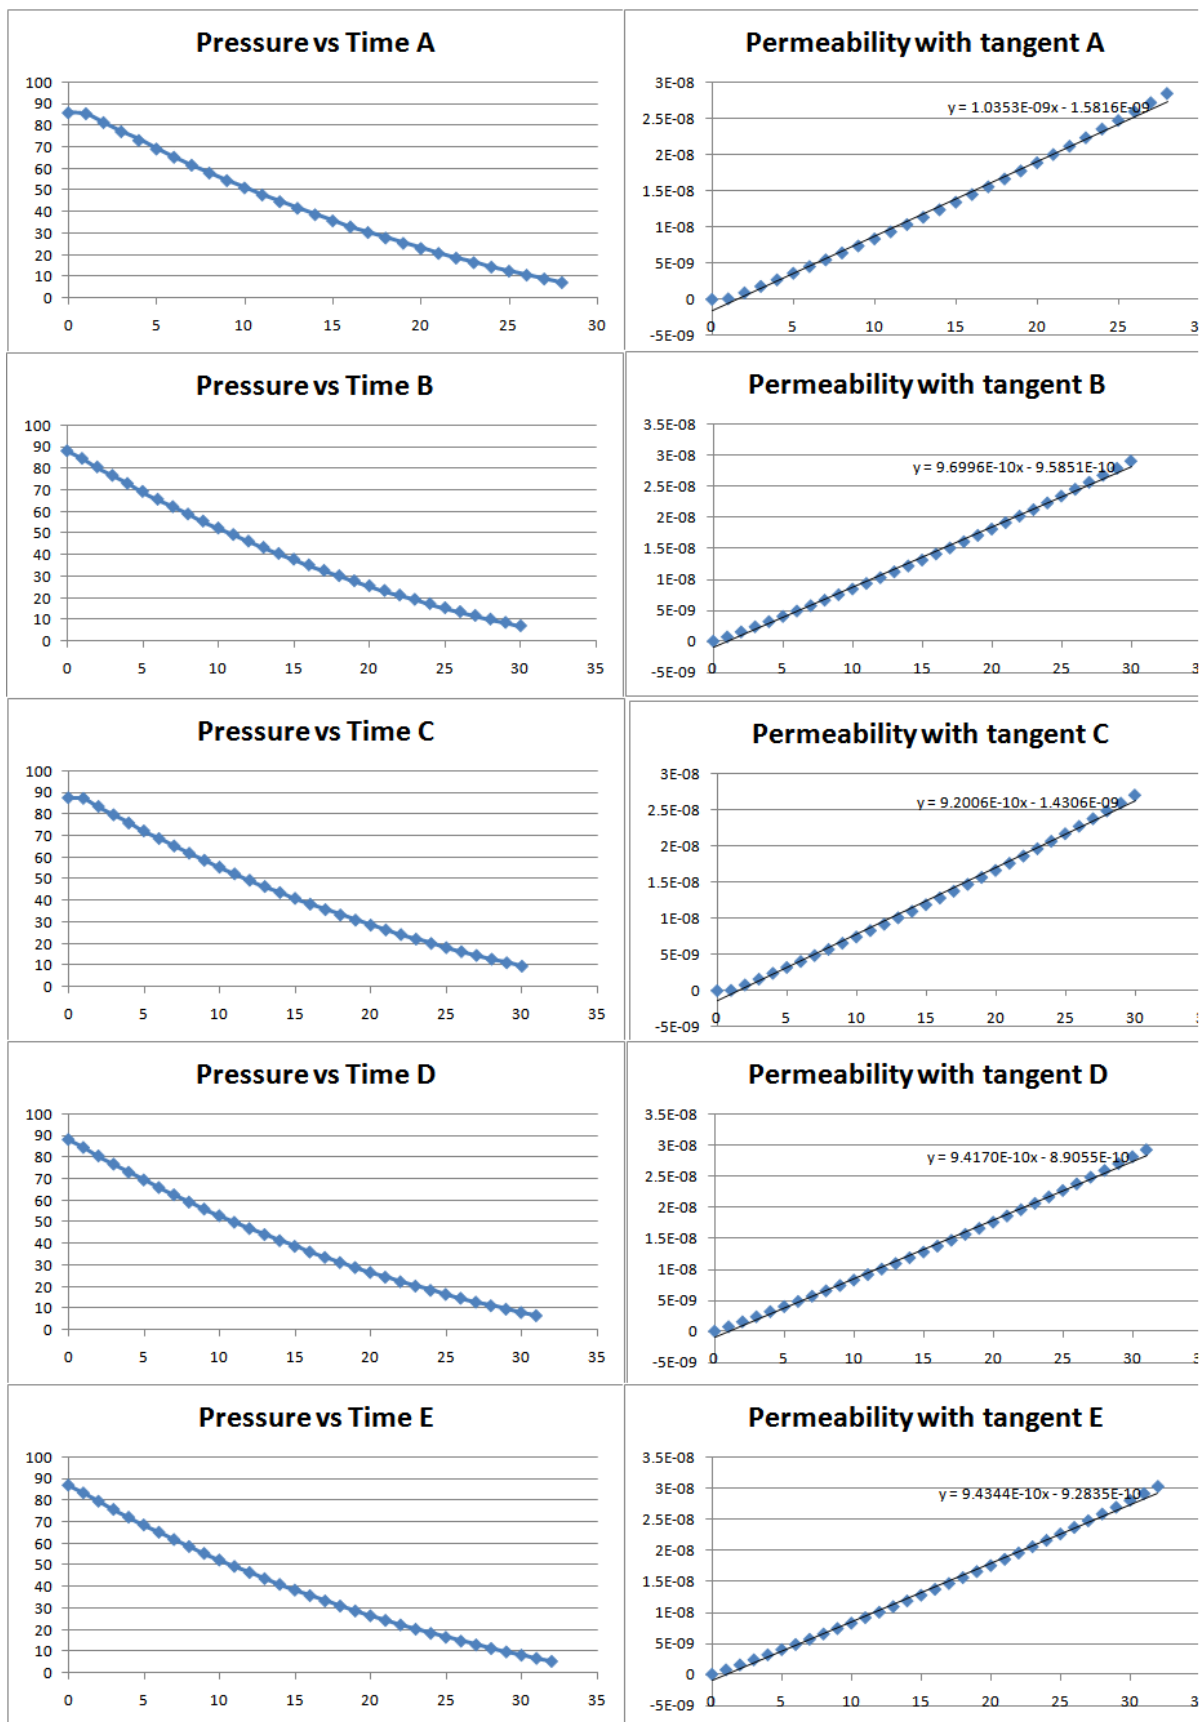 Pressure vs Time A
100
90
80
70
60
50
40
30
20
10
0
0 5 10 15 20 25 30
Permeability with tangent A
3E-08
y = 1.0353E-09x - 1.5816E-09
2.5E-08
2E-08
1.5E-08
1E-08
5E-09
0
0 5 10 15 20 25 30
-5E-09
Pressure vs Time B
100
90
80
70
60
50
40
30
20
10
0
0 5 10 15 20 25 30 35
Permeability with tangent B
3.5E-08
3E-08
y = 9.6996E-10x - 9.5851E-10
2.5E-08
2E-08
1.5E-08
1E-08
5E-09
0
0 5 10 15 20 25 30
-5E-09
Pressure vs Time C
100
90
80
70
60
50
40
30
20
10
0
0 5 10 15 20 25 30 35
Permeability with tangent C
3E-08
y = 9.2006E-10x - 1.4306E-09
2.5E-08
2E-08
1.5E-08
1E-08
5E-09
0
0 5 10 15 20 25 30
-5E-09
Pressure vs Time D
100
90
80
70
60
50
40
30
20
10
0
0 5 10 15 20 25 30 35
Permeability with tangent D
3.5E-08
3E-08
y = 9.4170E-10x - 8.9055E-10
2.5E-08
2E-08
1.5E-08
1E-08
5E-09
0
0 5 10 15 20 25 30
-5E-09
Pressure vs Time E
100
90
80
70
60
50
40
30
20
10
0
0 5 10 15 20 25 30 35
Permeability with tangent E
3.5E-08
3E-08
y = 9.4344E-10x - 9.2835E-10
2.5E-08
2E-08
1.5E-08
1E-08
5E-09
0
0 5 10 15 20 25 30
-5E-09